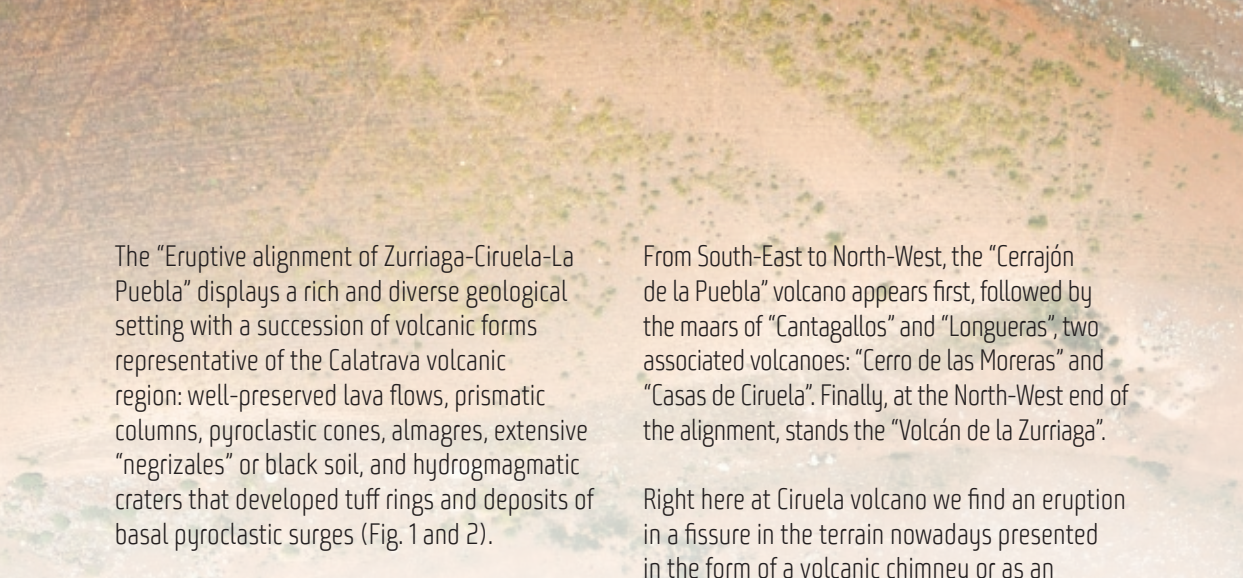 The “Eruptive alignment of Zurriaga-Ciruela-La
Puebla” displays a rich and diverse geological
setting with a succession of volcanic forms
representative of the Calatrava volcanic
region: well-preserved lava flows, prismatic
columns, pyroclastic cones, almagres, extensive
“negrizales” or black soil, and hydrogmagmatic
craters that developed tuff rings and deposits of
basal pyroclastic surges (Fig. 1 and 2).
From South-East to North-West, the “Cerrajón
de la Puebla” volcano appears first, followed by
the maars of “Cantagallos” and “Longueras”, two
associated volcanoes: “Cerro de las Moreras” and
“Casas de Ciruela”. Finally, at the North-West end of
the alignment, stands the “Volcán de la Zurriaga”.
Right here at Ciruela volcano we find an eruption
in a fissure in the terrain nowadays presented
in the form of a volcanic chimney or as an